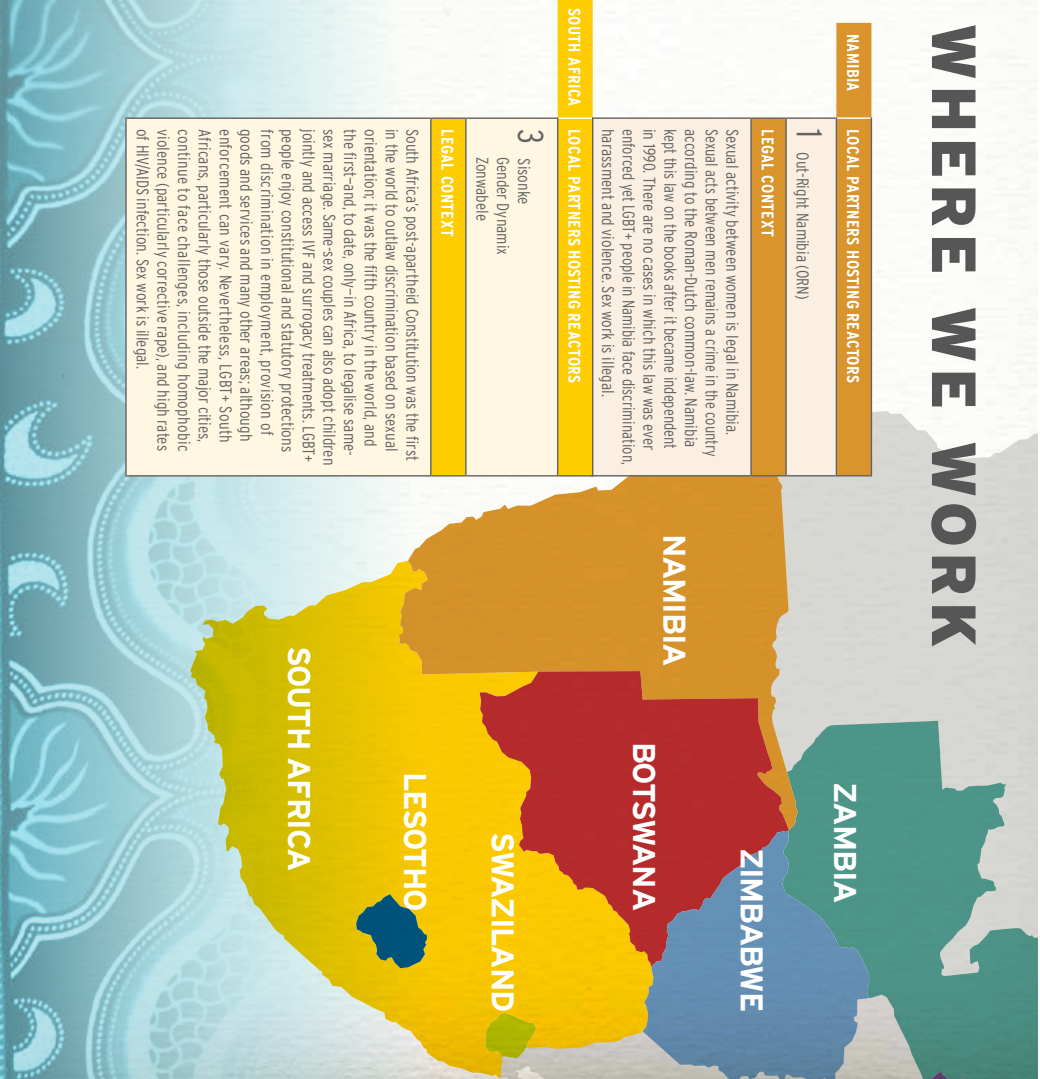 WHERE WE WORK
NAMIBIA
LOCAL PARTNERS HOSTING REACTORS
1 Out-Right Namibia (ORN)
LEGAL CONTEXT
Sexual activity between women is legal in Namibia.
Sexual acts between men remains a crime in the country
according to the Roman-Dutch common-law. Namibia
kept this law on the books after it became independent
in 1990. There are no cases in which this law was ever
enforced yet LGBT+ people in Namibia face discrimination,
harassment and violence. Sex work is illegal.
SOUTH AFRICA
LOCAL PARTNERS HOSTING REACTORS
3 Sisonke
Gender Dynamix
Zonwabele
LEGAL CONTEXT
South Africa's post-apartheid Constitution was the first
in the world to outlaw discrimination based on sexual
orientation; it was the fifth country in the world, and
the first–and, to date, only–in Africa, to legalise same-
sex marriage. Same-sex couples can also adopt children
jointly and access IVF and surrogacy treatments. LGBT+
people enjoy constitutional and statutory protections
from discrimination in employment, provision of
goods and services and many other areas; although
enforcement can vary. Nevertheless, LGBT+ South
Africans, particularly those outside the major cities,
continue to face challenges, including homophobic
violence (particularly corrective rape), and high rates
of HIV/AIDS infection. Sex work is illegal.
ZAMBIA
ZIMBABWE
NAMIBIA
BOTSWANA
SWAZILAND
LESOTHO
SOUTH AFRICA